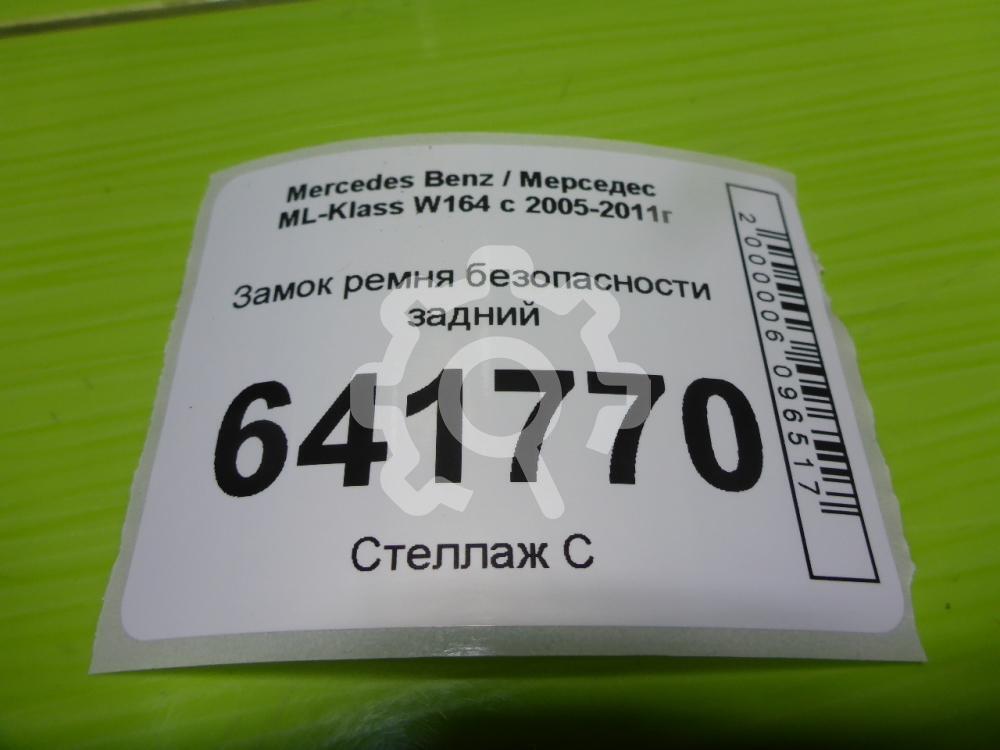 Mercedes Benz / Мерседес
ML-Klass W164 с 2005-2011г
Замок ремня безопасности
задний
641770
Стеллаж С
2000006096517